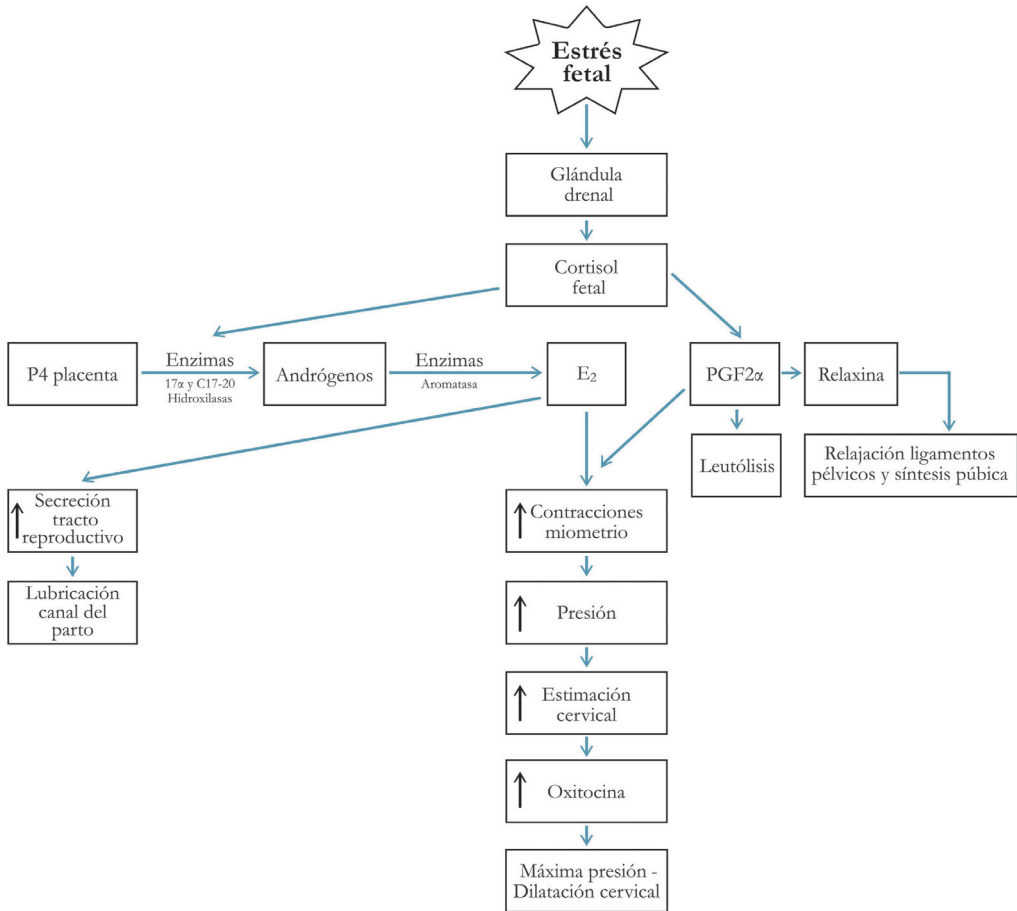 Estrés
fetal
Glándula
drenal
Cortisol
fetal
P4 placenta
Enzimas
17α y C17-20
Hidroxilasas
Andrógenos
Enzimas
Aromatasa
E₂
PGF2α
Relaxina
Leutólisis
Relajación ligamentos
pélvicos y síntesis púbica
Secreción
tracto
reproductivo
Lubricación
canal del
parto
Contracciones
miometrio
Presión
Estimación
cervical
Oxitocina
Máxima presión -
Dilatación cervical